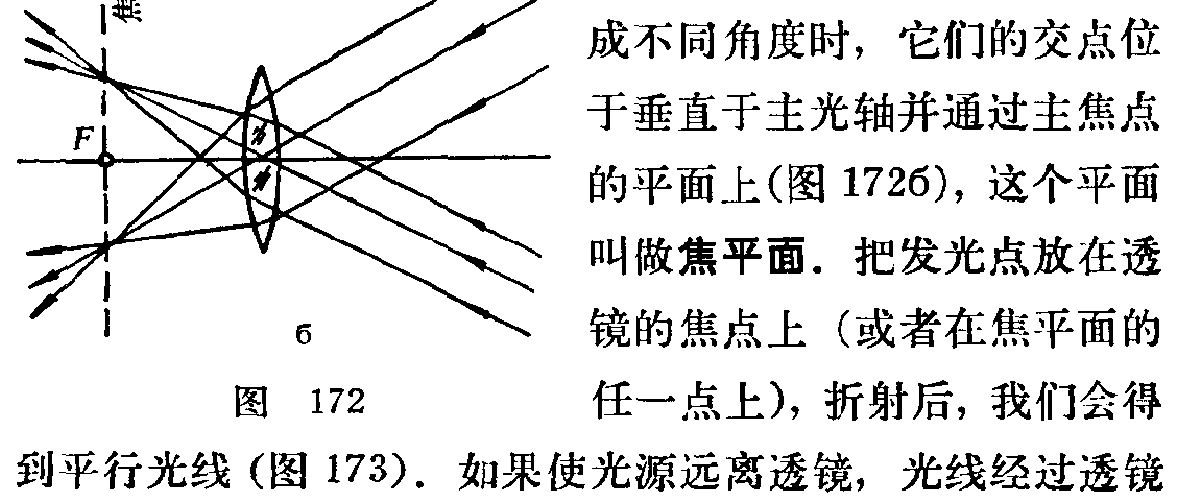 焦
F
б
图 172
成不同角度时，它们的交点位
于垂直于主光轴并通过主焦点
的平面上(图 172б)，这个平面
叫做焦平面．把发光点放在透
镜的焦点上（或者在焦平面的
任一点上)，折射后，我们会得
到平行光线 (图 173)．如果使光源远离透镜，光线经过透镜